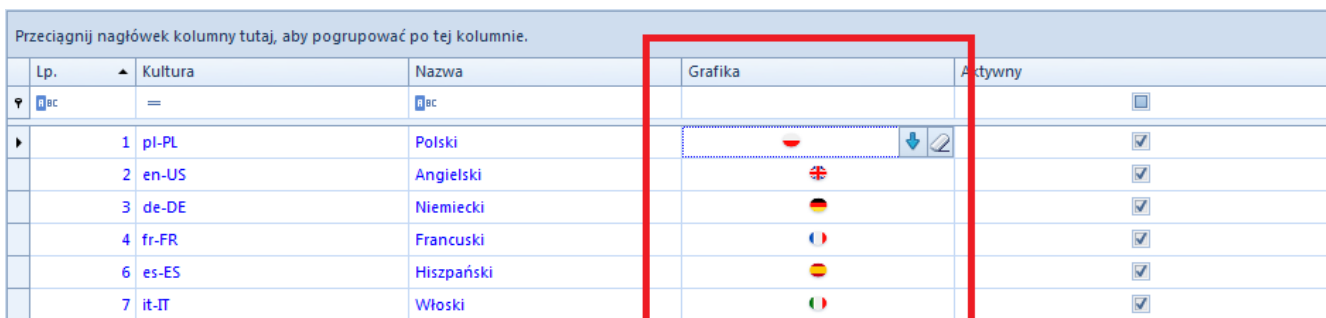 Przeciągnij nagłówek kolumny tutaj, aby pogrupować po tej kolumnie.
Lp. Kultura Nazwa Grafika Aktywny
ABC = ABC
1 pl-PL Polski
2 en-US Angielski
3 de-DE Niemiecki
4 fr-FR Francuski
6 es-ES Hiszpański
7 it-IT Włoski